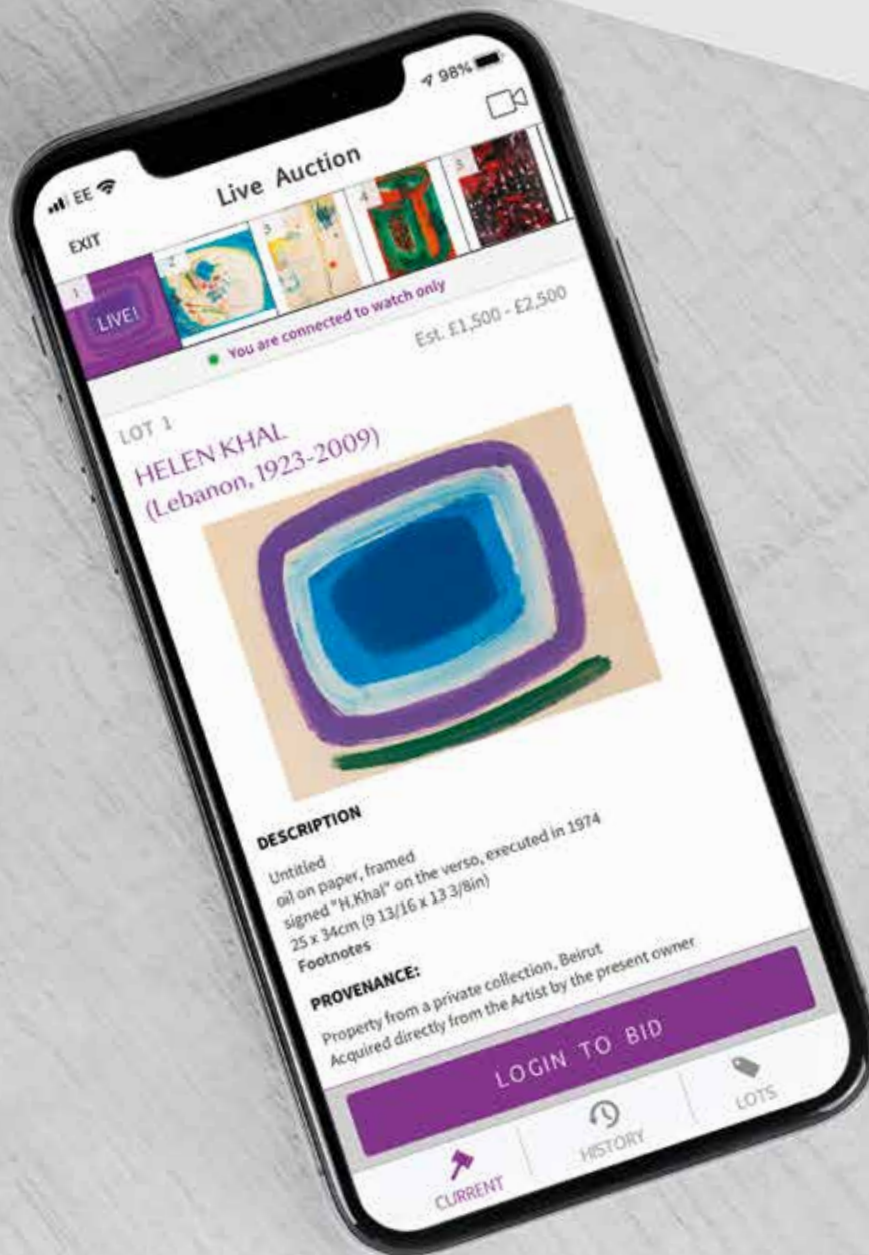 EE
98%
EXIT
Live Auction
1
LIVE!
2
3
4
5
You are connected to watch only
Est. £1,500 - £2,500
LOT 1
HELEN KHAL
(Lebanon, 1923-2009)
DESCRIPTION
Untitled
oil on paper, framed
signed "H.Khal" on the verso, executed in 1974
25 x 34cm (9 13/16 x 13 3/8in)
Footnotes
PROVENANCE:
Property from a private collection, Beirut
Acquired directly from the Artist by the present owner
LOGIN TO BID
CURRENT
HISTORY
LOTS